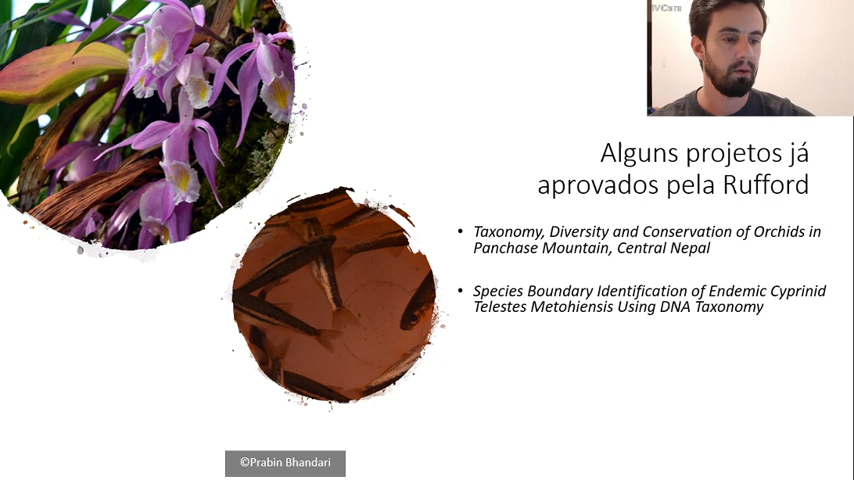 Alguns projetos já
aprovados pela Rufford
• Taxonomy, Diversity and Conservation of Orchids in
Panchase Mountain, Central Nepal
• Species Boundary Identification of Endemic Cyprinid
Telestes Metohiensis Using DNA Taxonomy
©Prabin Bhandari